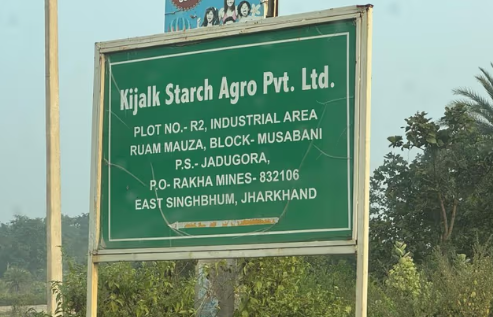 Kijalk Starch Agro Pvt. Ltd.
PLOT NO.- R2, INDUSTRIAL AREA
RUAM MAUZA, BLOCK- MUSABANI
P.S.- JADUGORA,
P.O- RAKHA MINES- 832106
EAST SINGHBHUM, JHARKHAND